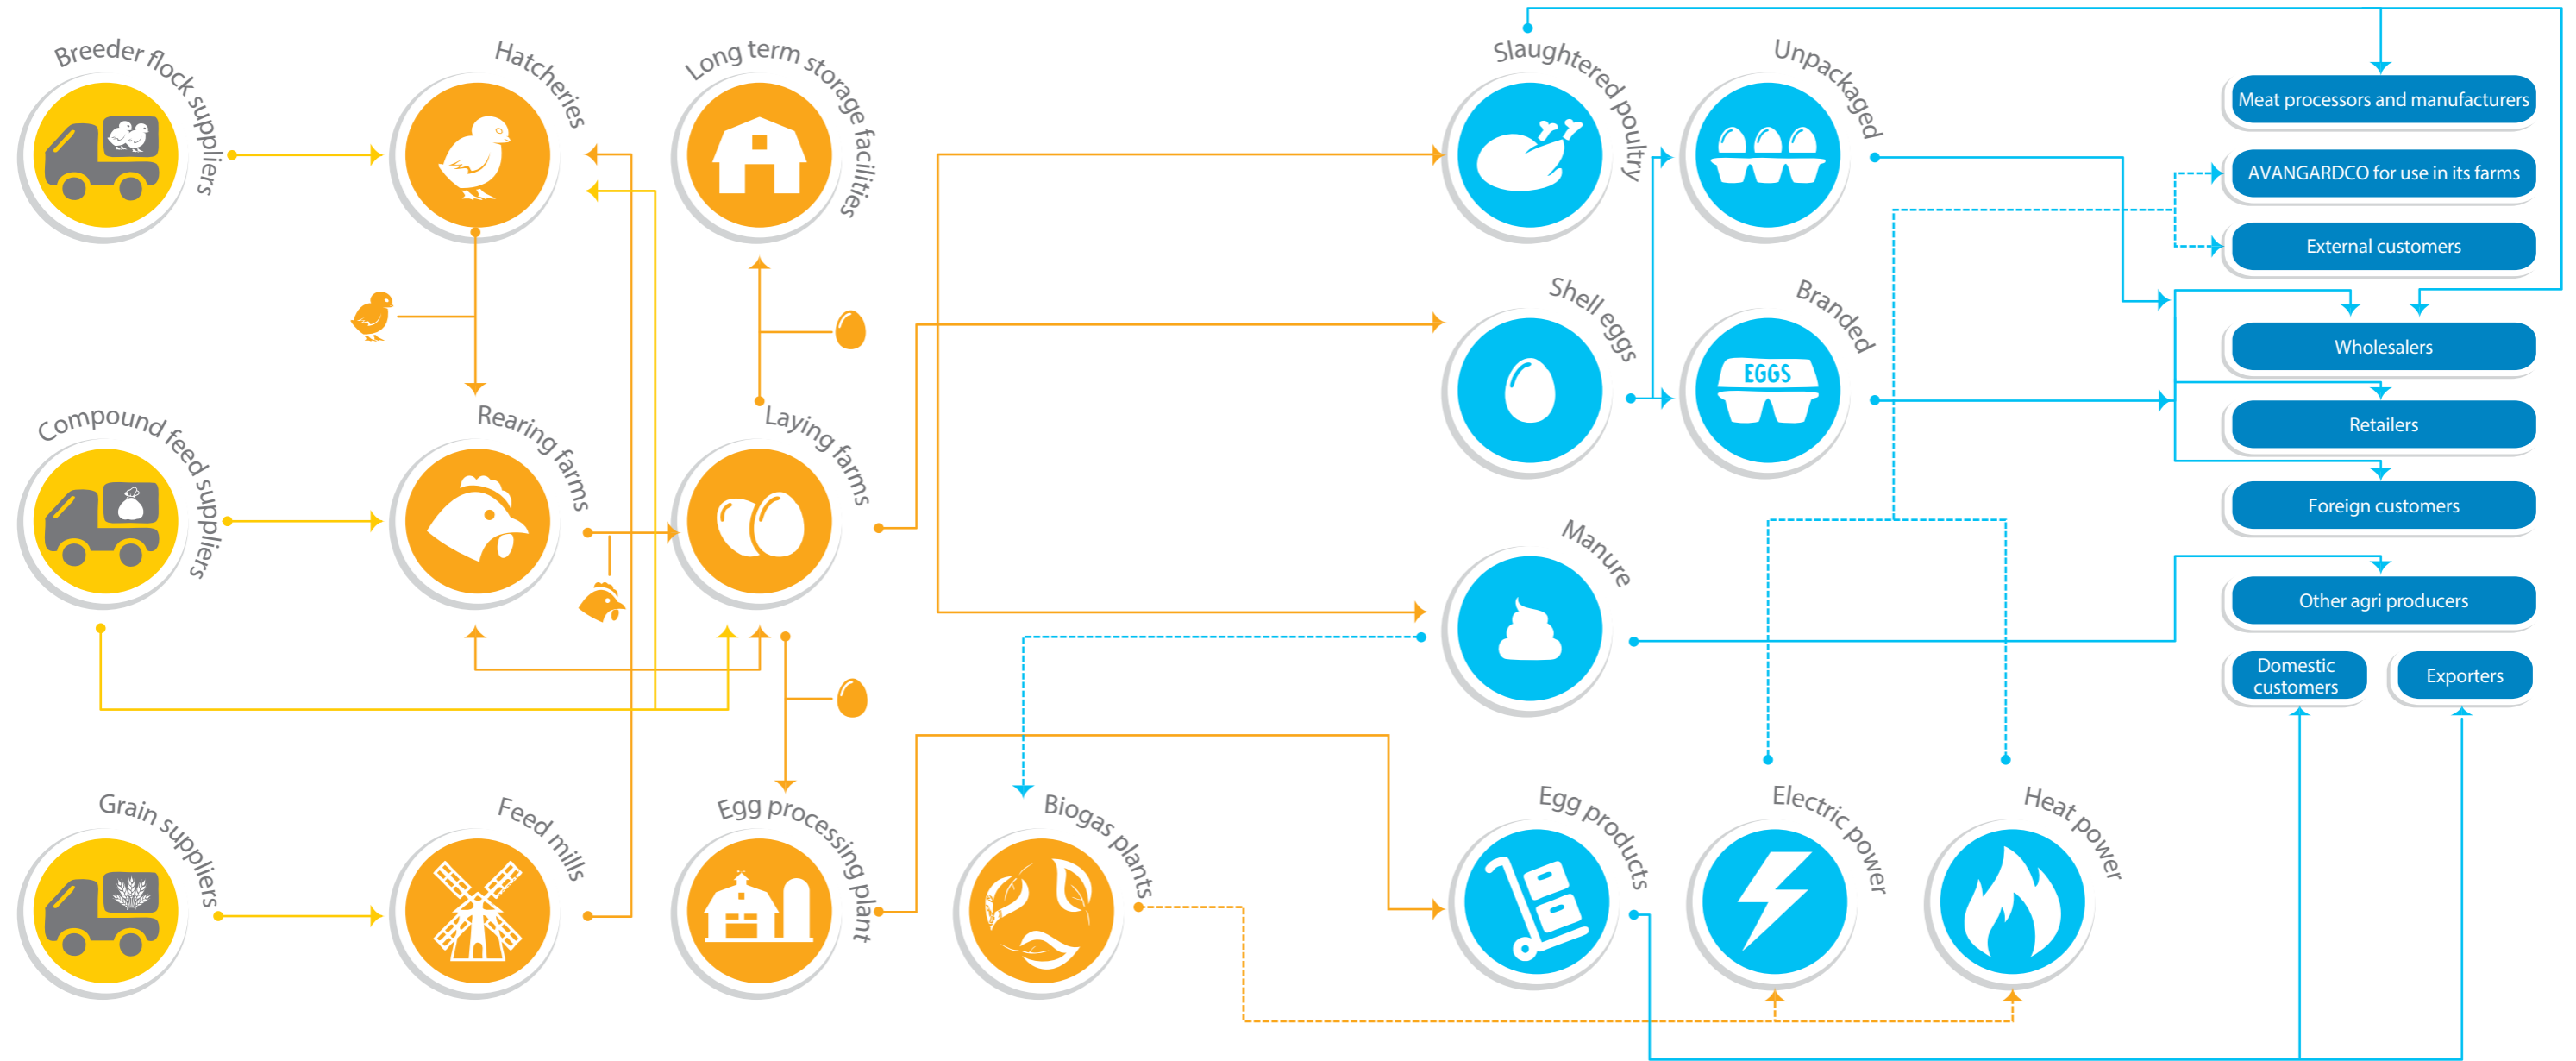 Breeder flock suppliers
Hatcheries
Long term storage facilities
Slaughtered poultry
Unpackaged
Meat processors and manufacturers
AVANGARDCO for use in its farms
External customers
Shell eggs
Branded
EGGS
Wholesalers
Retailers
Foreign customers
Compound feed suppliers
Rearing farms
Laying farms
Manure
Other agri producers
Domestic
customers
Exporters
Grain suppliers
Feed mills
Egg processing plant
Biogas plants
Egg products
Electric power
Heat power